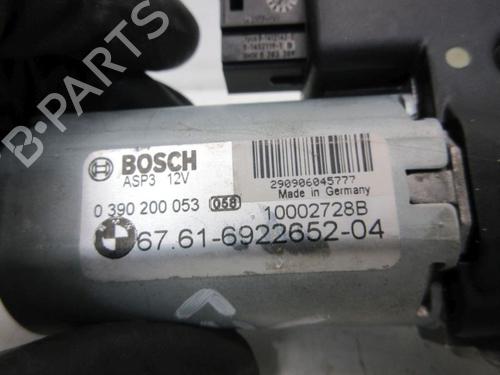 BOSCH
ASP3 12V
290906045777
Made in Germany
0 390 200 053 058 10002728B
67.61-6922652-04
B-PARTS